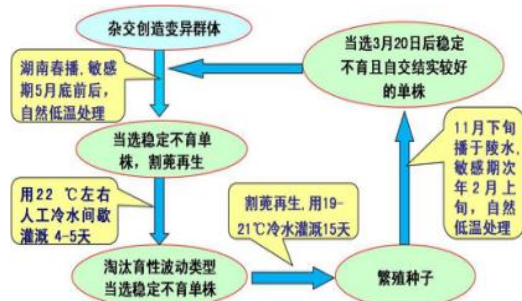 杂交创造变异群体
湖南春播,敏感
期5月底前后,
自然低温处理
当选3月20日后稳定
不育且自交结实较好
的单株
当选稳定不育单
株，割蔸再生
11月下旬
播于陵水,
敏感期次
年2月上
旬，自然
低温处理
用22 ℃左右
人工冷水间歇
灌溉 4-5天
割蔸再生,用19-
21℃冷水灌溉15天
淘汰育性波动类型
当选稳定不育单株
繁殖种子